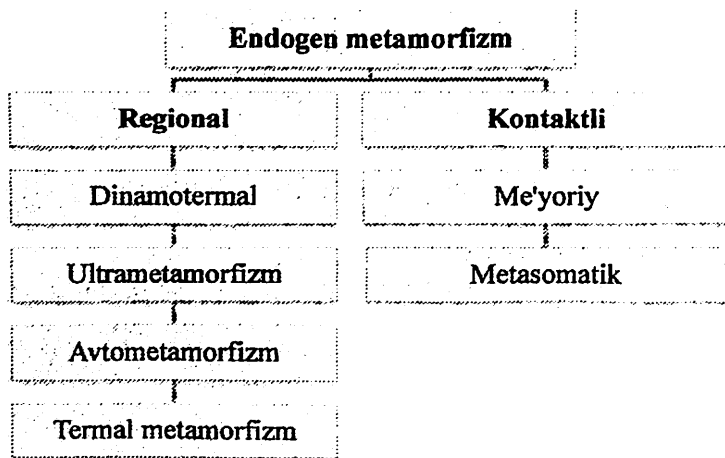 Endogen metamorfizm
Regional
Kontaktli
Dinamotermal
Me'yoriy
Ultrametamorfizm
Metasomatik
Avtometamorfizm
Termal metamorfizm